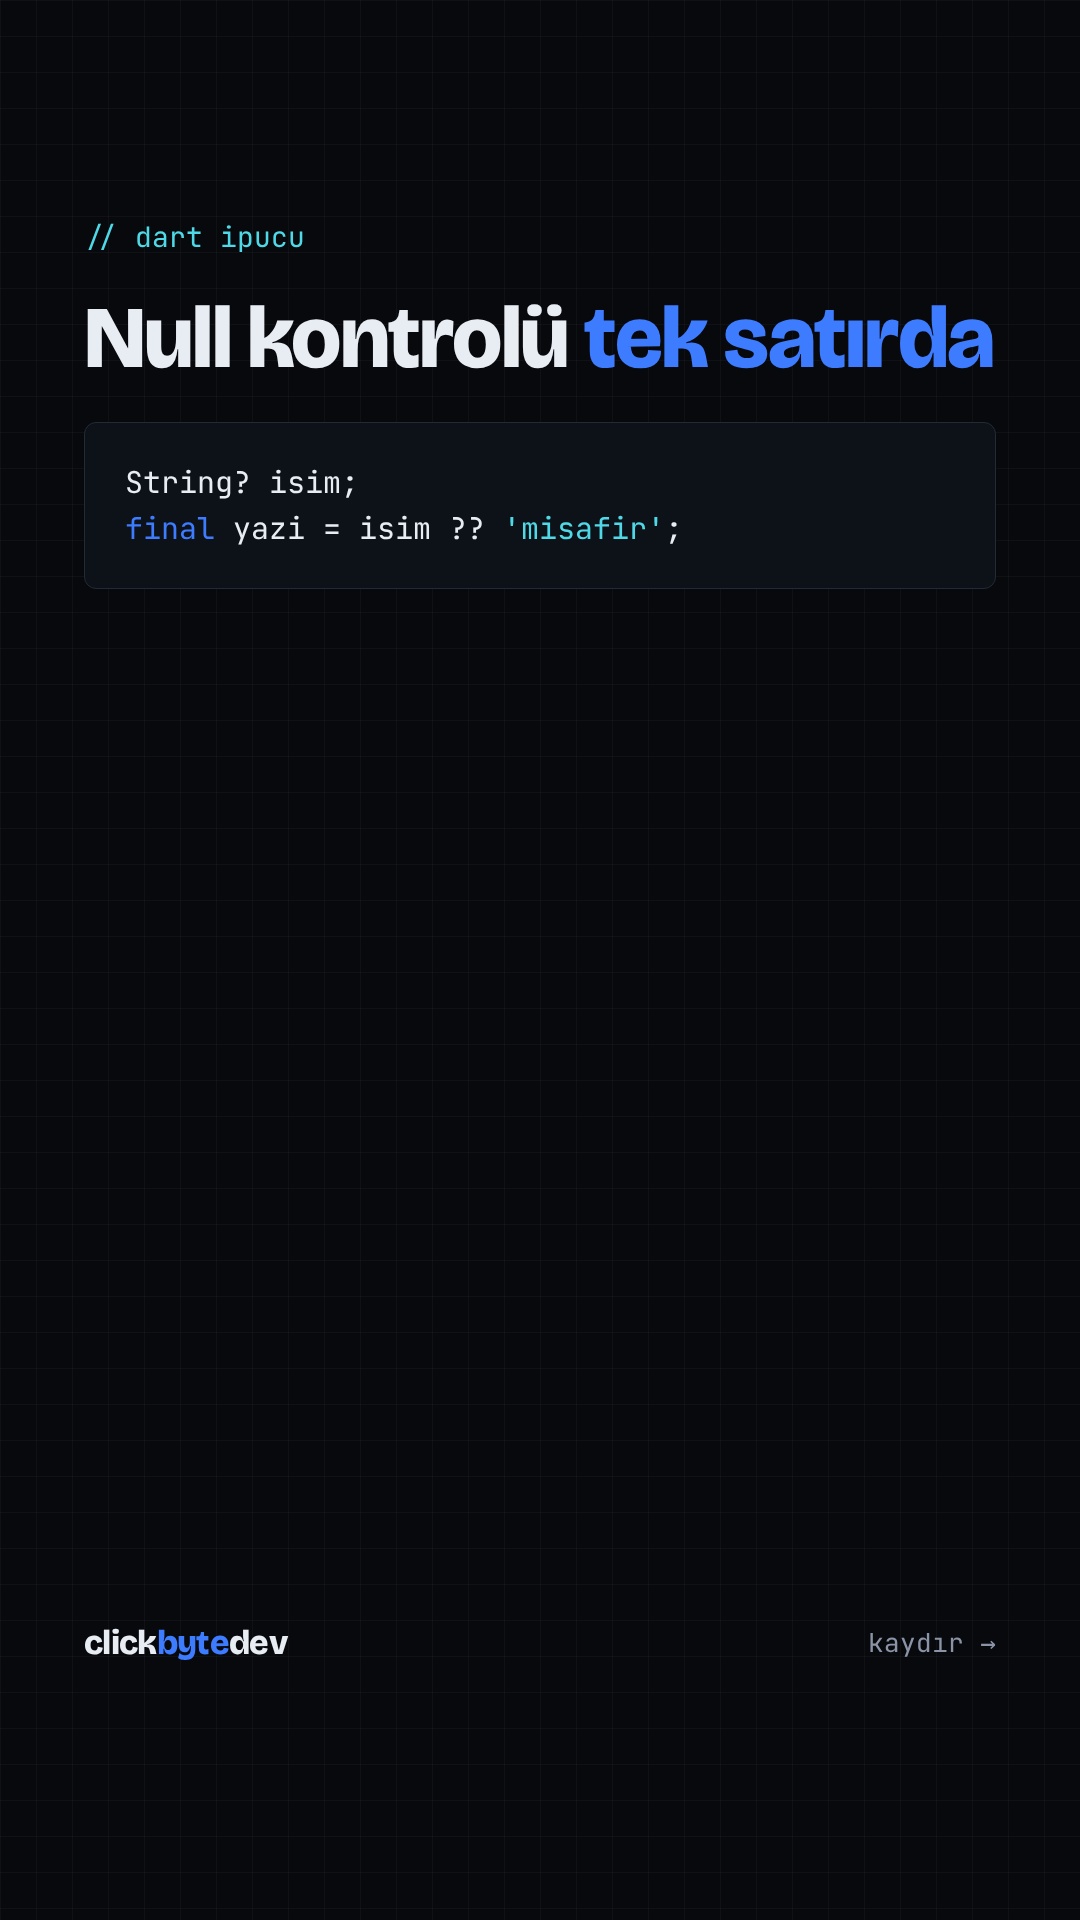 // dart ipucu
Null kontrolü tek satırda
String? isim;
final yazi = isim ?? 'misafir';
clickbytedev
kaydır →